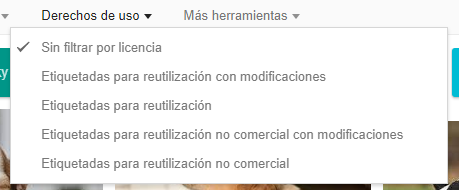 Derechos de uso Más herramientas
Sin filtrar por licencia
Etiquetadas para reutilización con modificaciones
Etiquetadas para reutilización
Etiquetadas para reutilización no comercial con modificaciones
Etiquetadas para reutilización no comercial